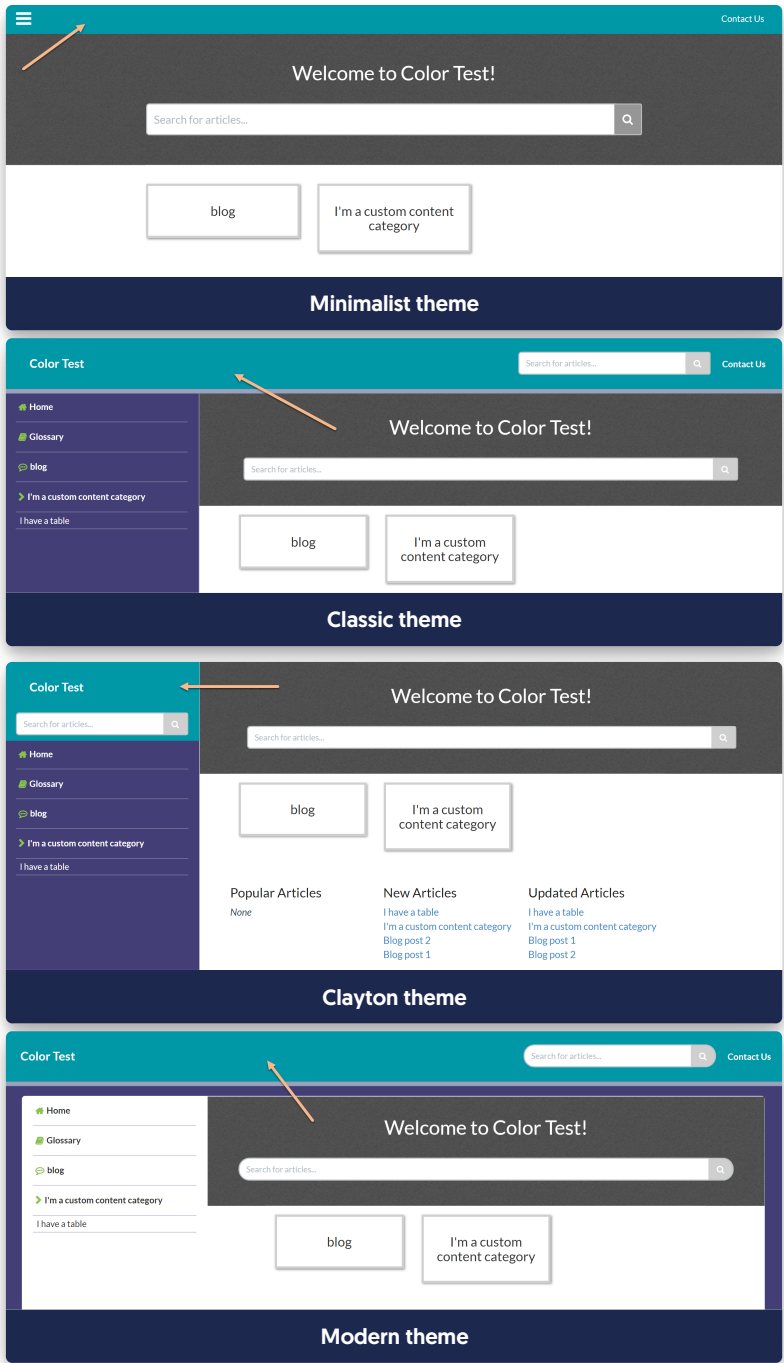 Contact Us
Welcome to Color Test!
Search for articles...
blog
I'm a custom content
category
Minimalist theme
Color Test
Search for articles...
Contact Us
Home
Glossary
blog
I'm a custom content category
I have a table
Welcome to Color Test!
Search for articles...
blog
I'm a custom
content category
Classic theme
Color Test
Search for articles...
Home
Glossary
blog
I'm a custom content category
I have a table
Welcome to Color Test!
Search for articles...
blog
I'm a custom
content category
Popular Articles
None
New Articles
I have a table
I'm a custom content category
Blog post 2
Blog post 1
Updated Articles
I have a table
I'm a custom content category
Blog post 1
Blog post 2
Clayton theme
Color Test
Search for articles...
Contact Us
Home
Glossary
blog
I'm a custom content category
I have a table
Welcome to Color Test!
Search for articles...
blog
I'm a custom
content category
Modern theme